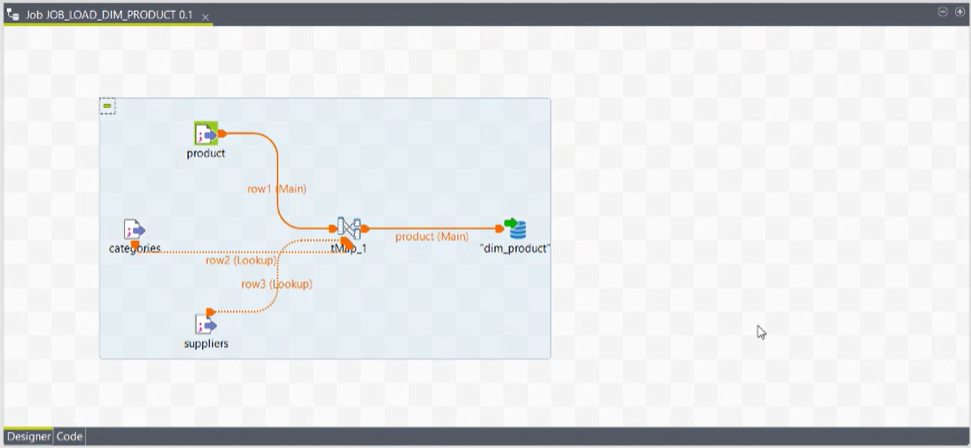 Job JOB_LOAD_DIM_PRODUCT 0.1
product
row1 (Main)
categories
tMap_1
product (Main)
"dim_product"
row2 (Lookup)
row3 (Lookup)
suppliers
Designer Code